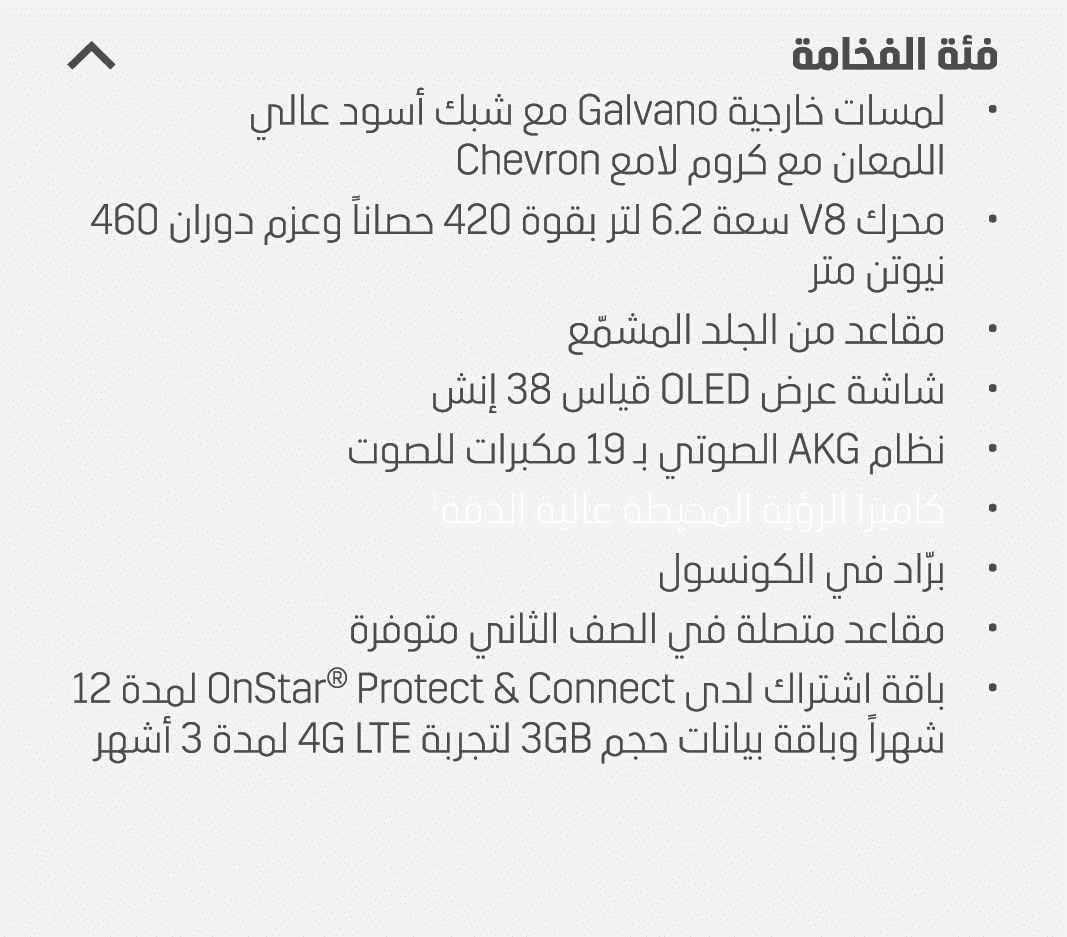 فئة الفخامة
• لمسات خارجية Galvano مع شبك أسود عالي
اللمعان مع كروم لامع Chevron
• محرك V8 سعة 6.2 لتر بقوة 420 حصاناً وعزم دوران 460
نيوتن متر
• مقاعد من الجلد المشمّع
• شاشة عرض OLED قياس 38 إنش
• نظام AKG الصوتي بـ 19 مكبرات للصوت
• كاميرا الرؤية المحيطة عالية الدقة¹
• برّاد في الكونسول
• مقاعد متصلة في الصف الثاني متوفرة
• باقة اشتراك لدى OnStar® Protect & Connect لمدة 12
شهراً وباقة بيانات حجم 3GB لتجربة 4G LTE لمدة 3 أشهر